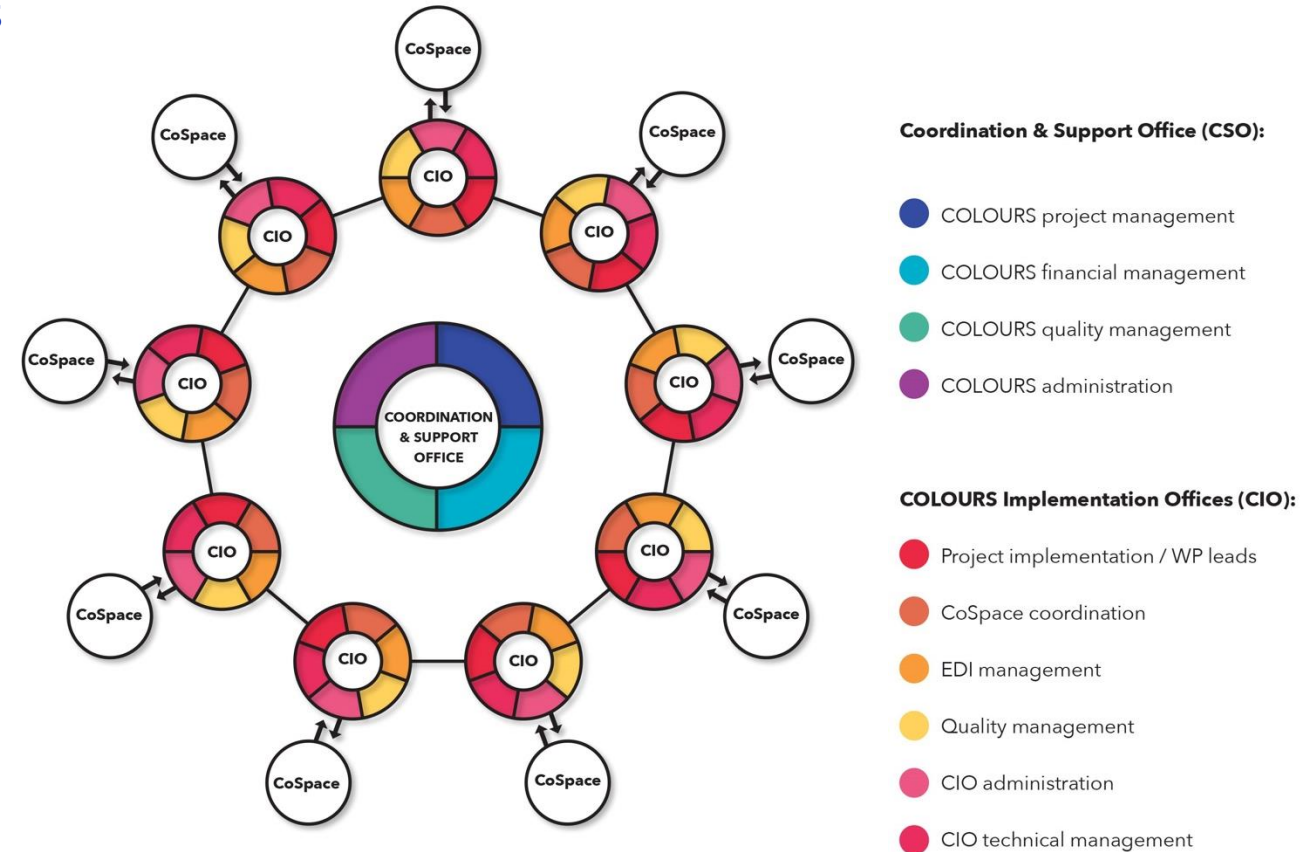 CoSpace
CoSpace
CoSpace
CIO
CIO
CIO
CoSpace
CoSpace
CIO
CIO
COORDINATION
& SUPPORT
OFFICE
CIO
CIO
CoSpace
CoSpace
CIO
CIO
CoSpace
CoSpace
Coordination & Support Office (CSO):
COLOURS project management
COLOURS financial management
COLOURS quality management
COLOURS administration
COLOURS Implementation Offices (CIO):
Project implementation / WP leads
CoSpace coordination
EDI management
Quality management
CIO administration
CIO technical management